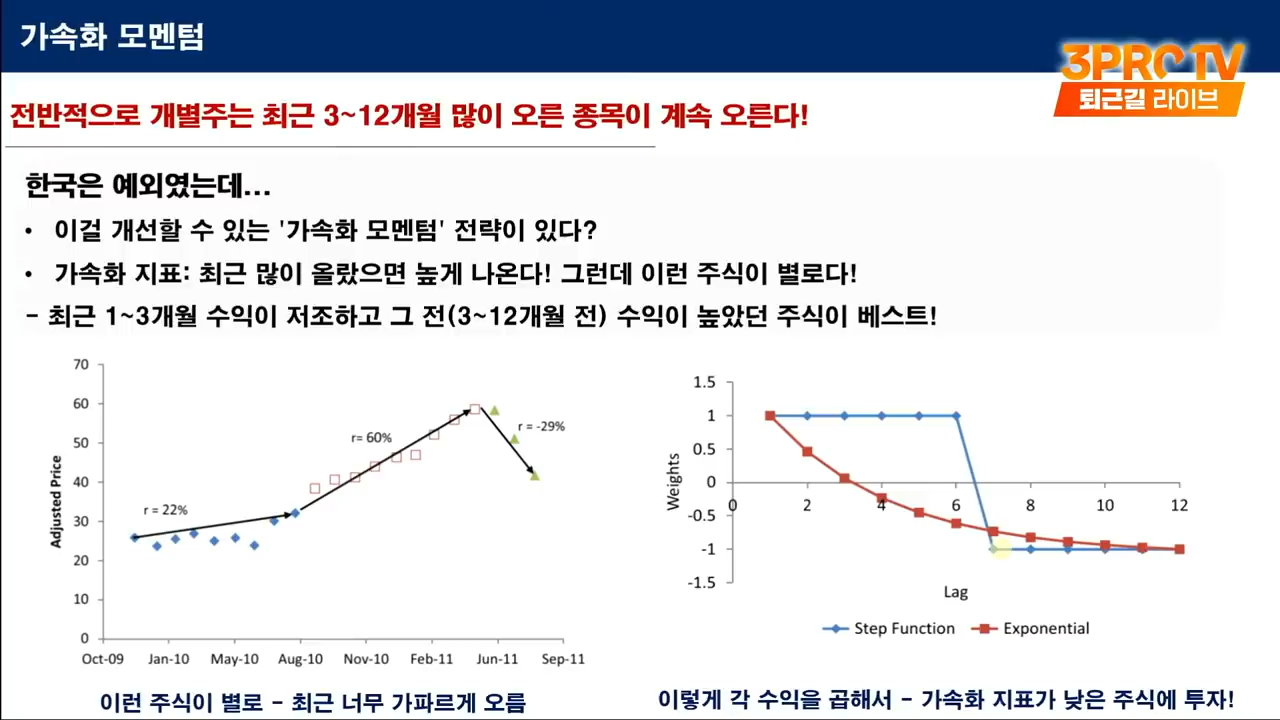 가속화 모멘텀
3PRO TV
퇴근길 라이브
전반적으로 개별주는 최근 3~12개월 많이 오른 종목이 계속 오른다!
한국은 예외였는데...
• 이걸 개선할 수 있는 '가속화 모멘텀' 전략이 있다?
• 가속화 지표: 최근 많이 올랐으면 높게 나온다! 그런데 이런 주식이 별로다!
- 최근 1~3개월 수익이 저조하고 그 전(3~12개월 전) 수익이 높았던 주식이 베스트!
70
60
50
40
30
20
10
0
Adjusted Price
r = 22%
r= 60%
r = -29%
Oct-09 Jan-10 May-10 Aug-10 Nov-10 Feb-11 Jun-11 Sep-11
이런 주식이 별로 - 최근 너무 가파르게 오름
1.5
1
0.5
0
-0.5
-1
-1.5
Weights
0 2 4 6 8 10 12
Lag
Step Function Exponential
이렇게 각 수익을 곱해서 - 가속화 지표가 낮은 주식에 투자!